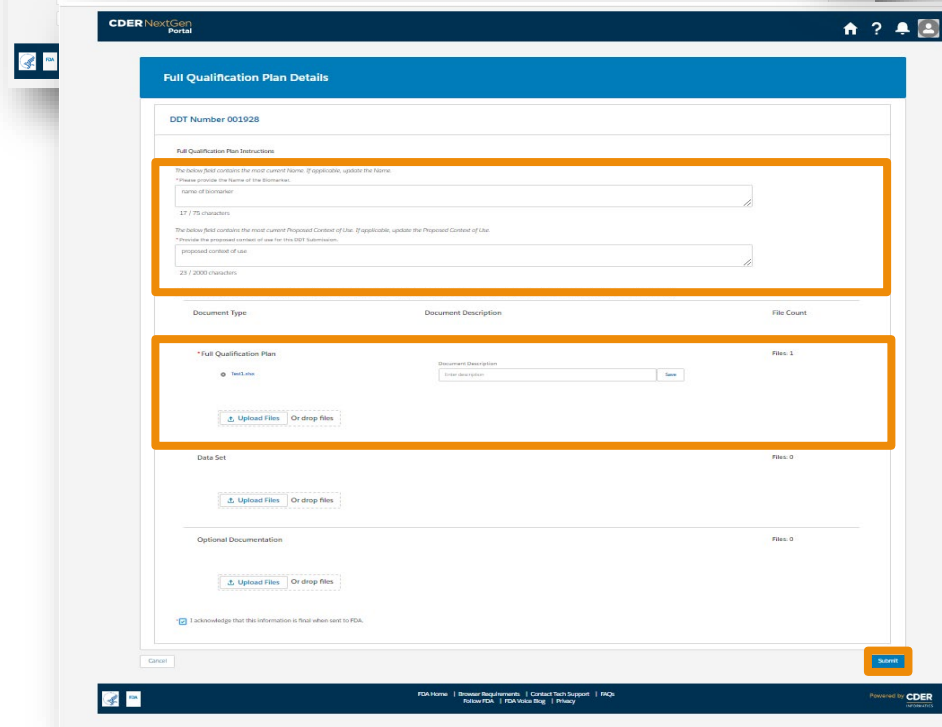 CDER NextGen
Portal
?
FDA
Full Qualification Plan Details
DDT Number 001928
Full Qualification Plan Instructions
The below field contains the most current Name. If applicable, update the Name.
*Please provide the Name of the Biomarker.
name of biomarker
17 / 75 characters
The below field contains the most current Proposed Context of Use. If applicable, update the Proposed Context of Use.
*Provide the proposed context of use for this DDT Submission.
proposed context of use
23 / 2000 characters
Document Type Document Description File Count
*Full Qualification Plan Files: 1
Document Description
Test1.xlsx Enter description Save
Upload Files Or drop files
Data Set Files: 0
Upload Files Or drop files
Optional Documentation Files: 0
Upload Files Or drop files
*I acknowledge that this information is final when sent to FDA.
Cancel Submit
FDA
FDA Home | Browser Requirements | Contact Tech Support | FAQs
Follow FDA | FDA Voice Blog | Privacy
Powered by CDER
INFORMATICS